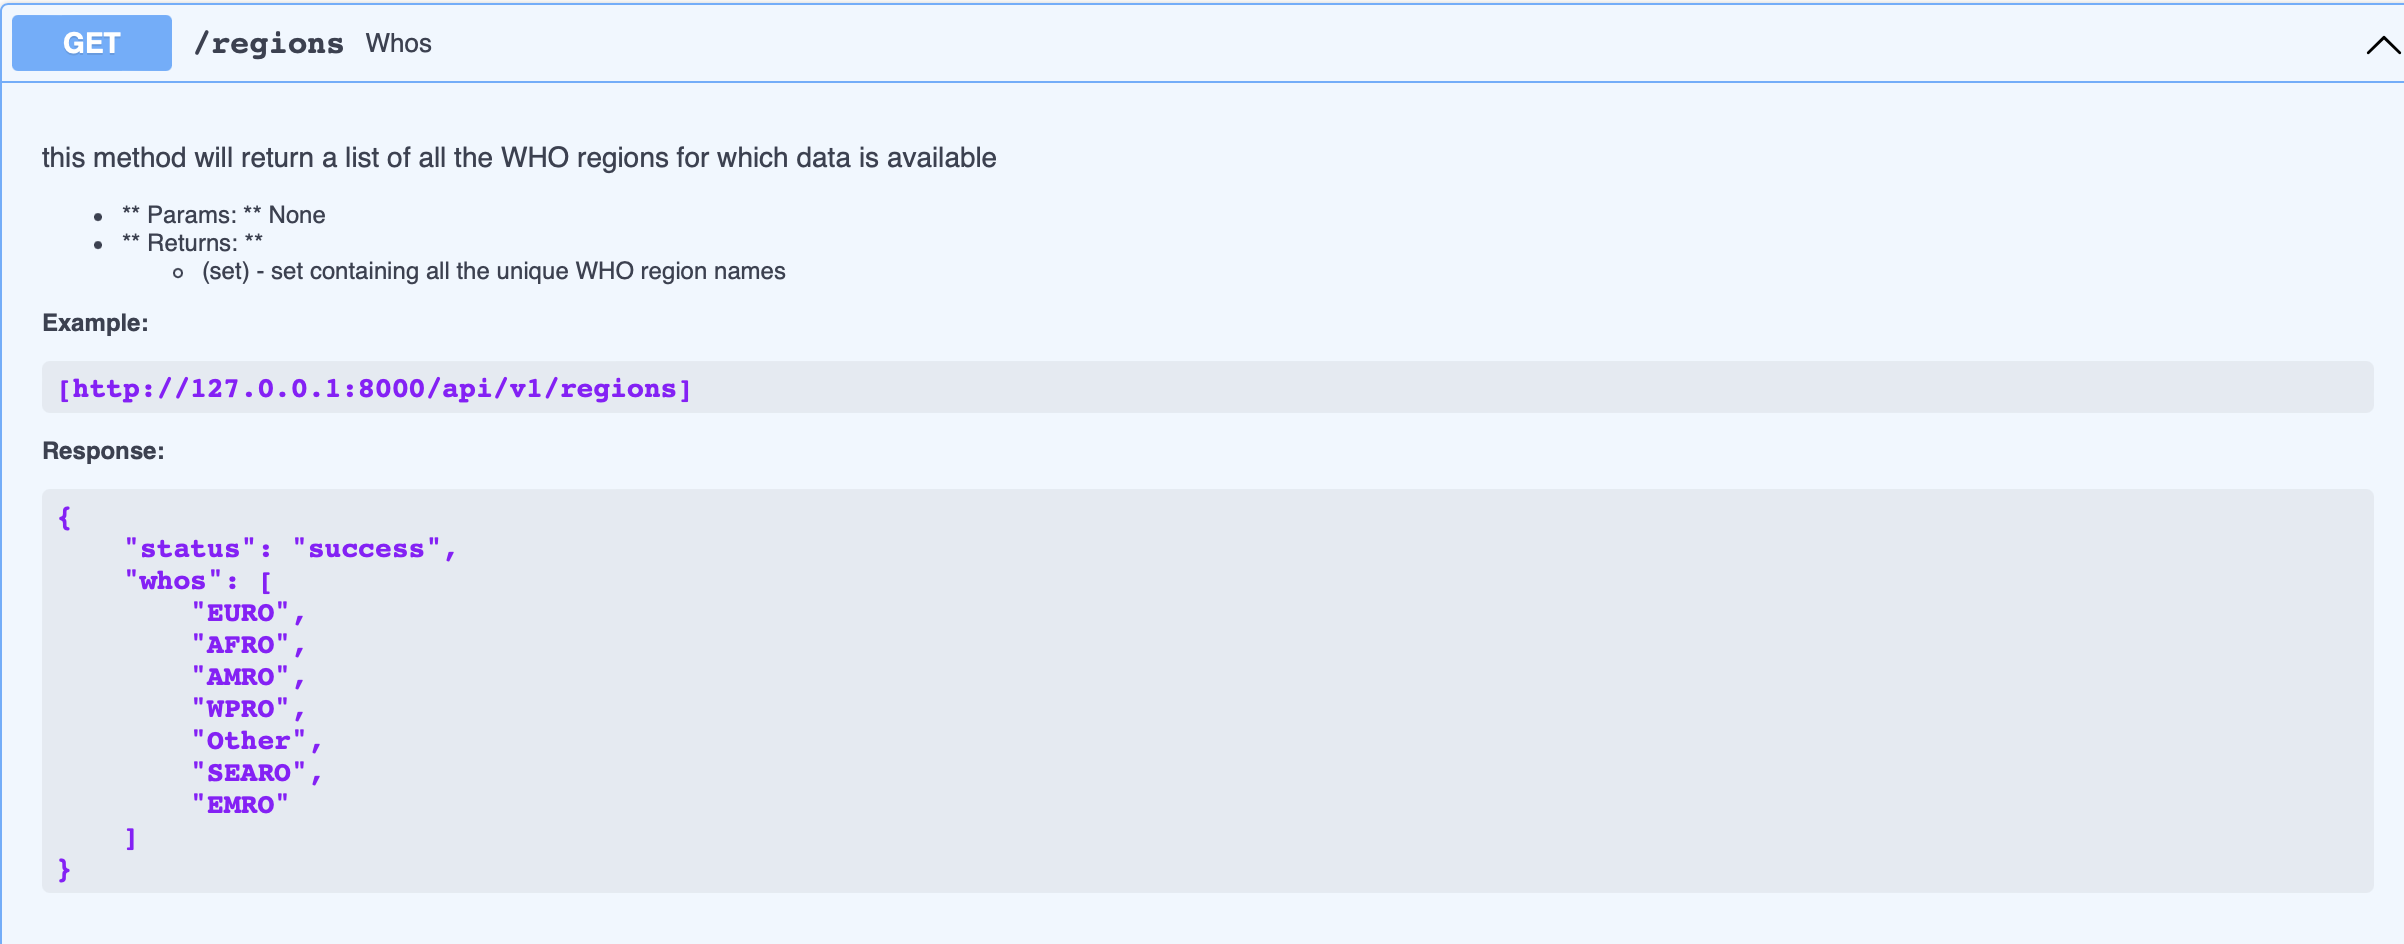 GET /regions Whos
this method will return a list of all the WHO regions for which data is available
** Params: ** None
** Returns: **
(set) - set containing all the unique WHO region names
Example:
[http://127.0.0.1:8000/api/v1/regions]
Response:
{
    "status": "success",
    "whos": [
        "EURO",
        "AFRO",
        "AMRO",
        "WPRO",
        "Other",
        "SEARO",
        "EMRO"
    ]
}